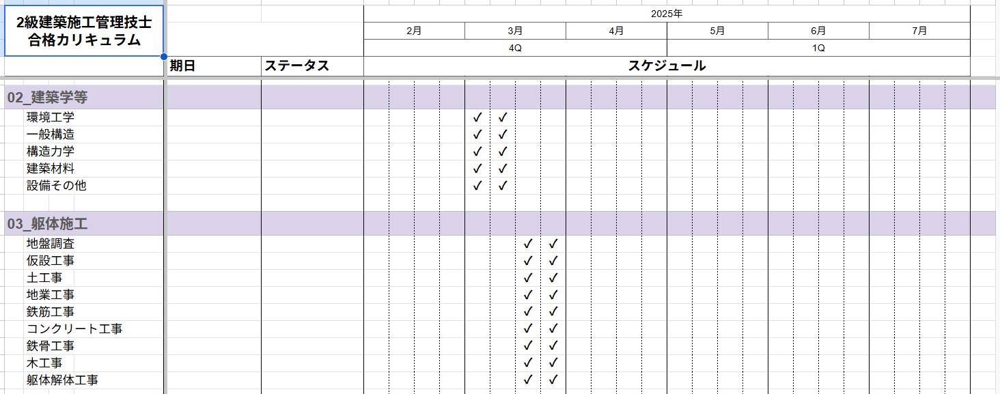 2級建築施工管理技士
合格カリキュラム
2025年
2月 3月 4月 5月 6月 7月
4Q 1Q
期日 ステータス スケジュール
02_建築学等
環境工学 ✓ ✓
一般構造 ✓ ✓
構造力学 ✓ ✓
建築材料 ✓ ✓
設備その他 ✓ ✓
03_躯体施工
地盤調査 ✓ ✓
仮設工事 ✓ ✓
土工事 ✓ ✓
地業工事 ✓ ✓
鉄筋工事 ✓ ✓
コンクリート工事 ✓ ✓
鉄骨工事 ✓ ✓
木工事 ✓ ✓
躯体解体工事 ✓ ✓